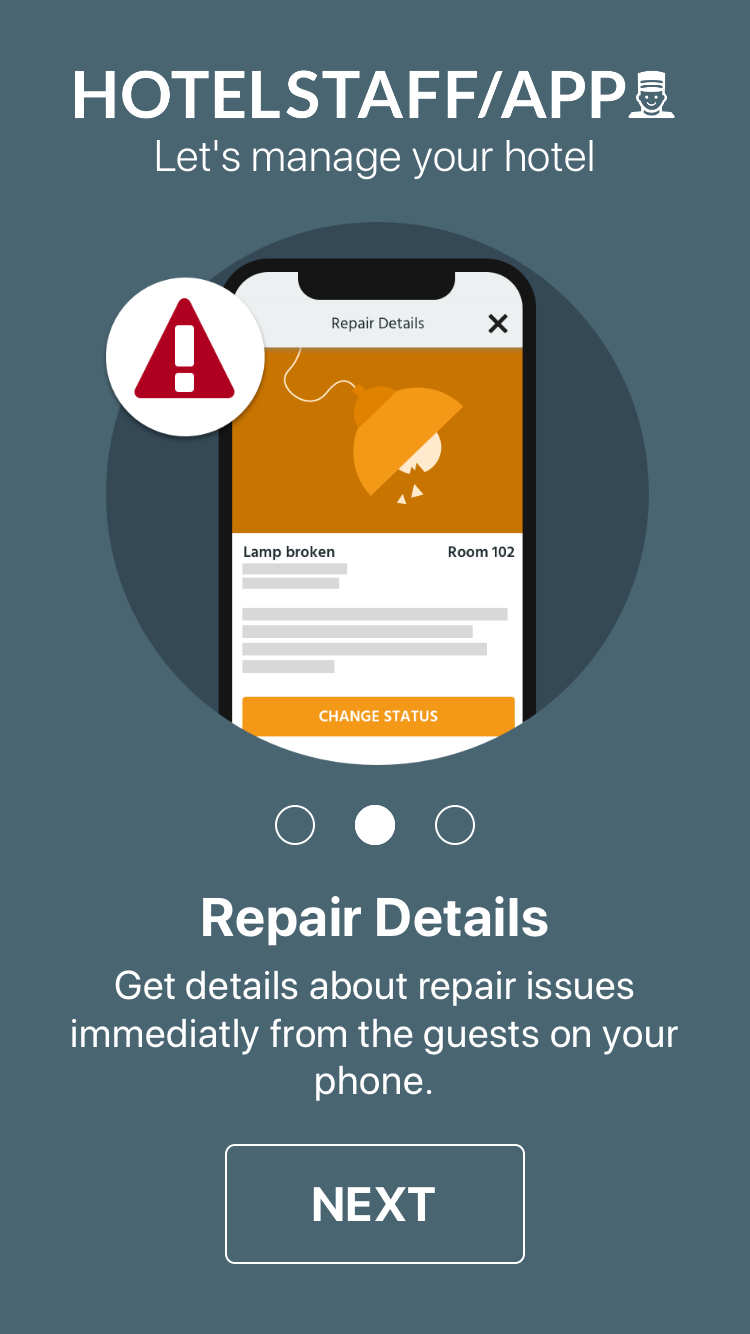 HOTELSTAFF/APP
Let's manage your hotel
Repair Details
Lamp broken Room 102
CHANGE STATUS
Repair Details
Get details about repair issues
immediatly from the guests on your
phone.
NEXT